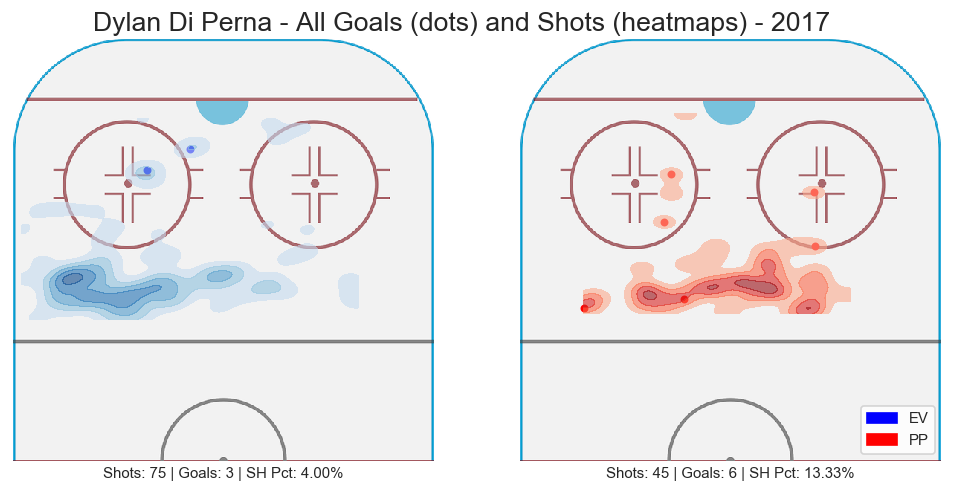 Dylan Di Perna - All Goals (dots) and Shots (heatmaps) - 2017
EV
PP
Shots: 75 | Goals: 3 | SH Pct: 4.00%
Shots: 45 | Goals: 6 | SH Pct: 13.33%